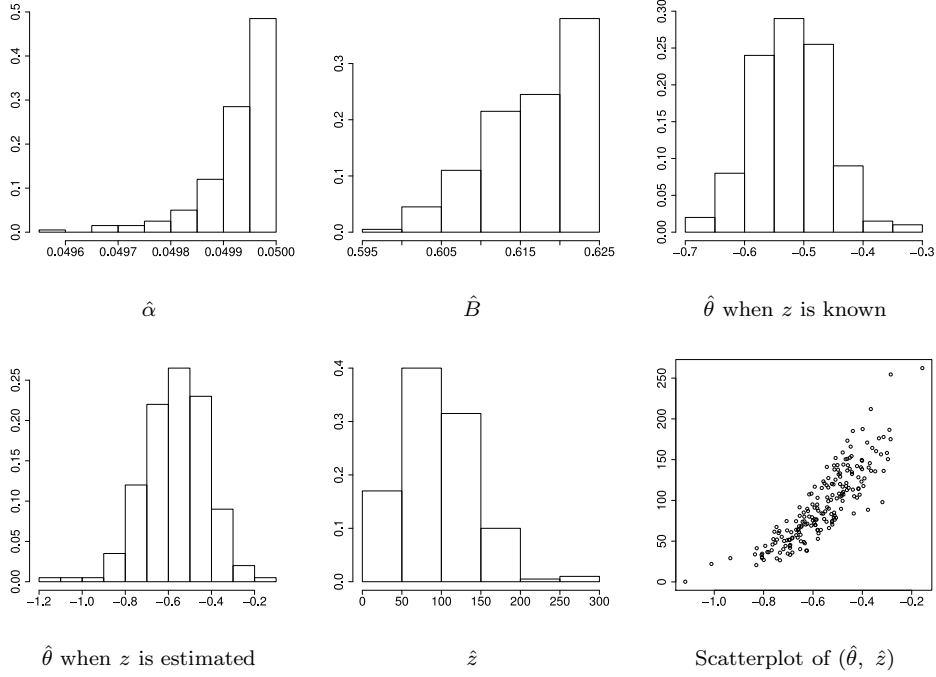 0.0 0.1 0.2 0.3 0.4 0.5
0.0496 0.0497 0.0498 0.0499 0.0500
α̂
0.0 0.1 0.2 0.3
0.595 0.605 0.615 0.625
B̂
0.00 0.05 0.10 0.15 0.20 0.25 0.30
−0.7 −0.6 −0.5 −0.4 −0.3
θ̂ when z is known
0.00 0.05 0.10 0.15 0.20 0.25
−1.2 −1.0 −0.8 −0.6 −0.4 −0.2
θ̂ when z is estimated
0.0 0.1 0.2 0.3 0.4
0 50 100 150 200 250 300
ẑ
0 50 100 150 200 250
−1.0 −0.8 −0.6 −0.4 −0.2
Scatterplot of (θ̂, ẑ)